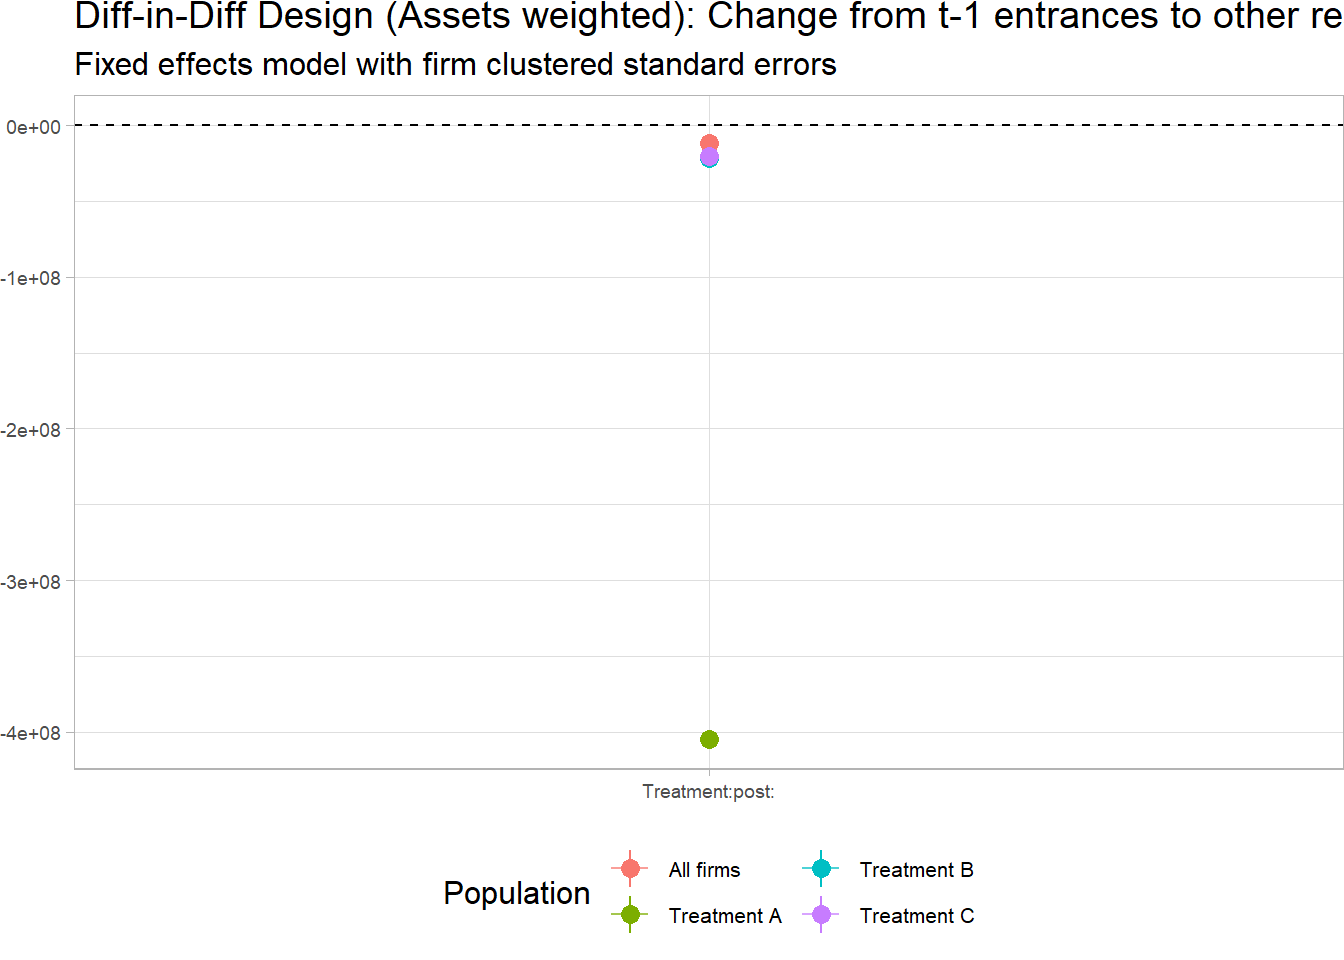 Diff-in-Diff Design (Assets weighted): Change from t-1 entrances to other re
Fixed effects model with firm clustered standard errors
0e+00
-1e+08
-2e+08
-3e+08
-4e+08
Treatment:post:
Population
All firms
Treatment B
Treatment A
Treatment C